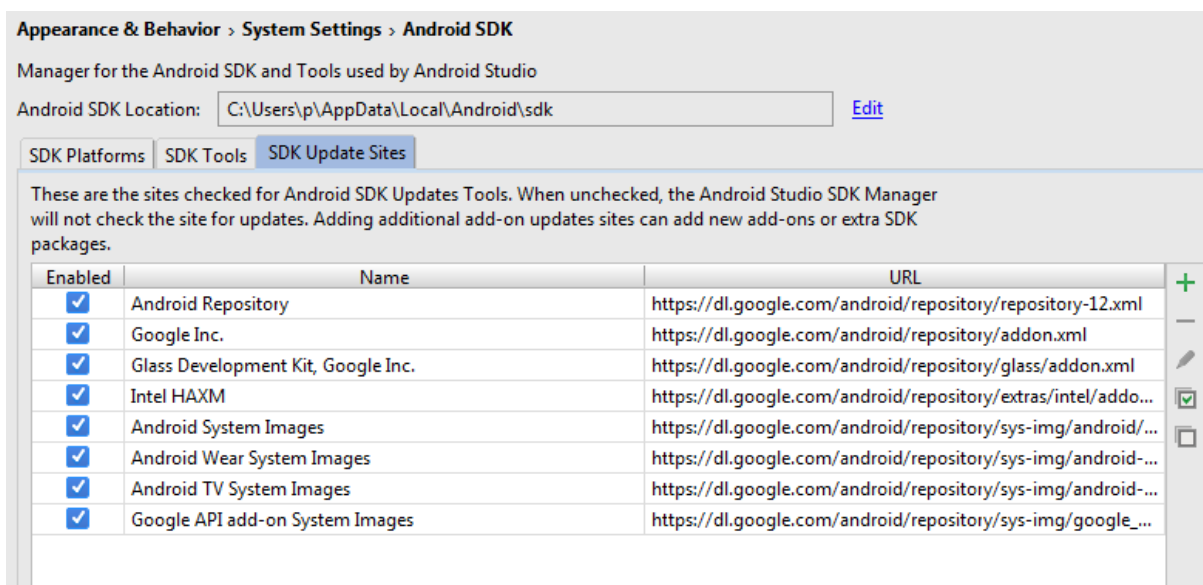 Appearance & Behavior › System Settings › Android SDK
Manager for the Android SDK and Tools used by Android Studio
Android SDK Location: C:\Users\p\AppData\Local\Android\sdk Edit
SDK Platforms SDK Tools SDK Update Sites
These are the sites checked for Android SDK Updates Tools. When unchecked, the Android Studio SDK Manager
will not check the site for updates. Adding additional add-on updates sites can add new add-ons or extra SDK
packages.
Enabled Name URL
Android Repository https://dl.google.com/android/repository/repository-12.xml
Google Inc. https://dl.google.com/android/repository/addon.xml
Glass Development Kit, Google Inc. https://dl.google.com/android/repository/glass/addon.xml
Intel HAXM https://dl.google.com/android/repository/extras/intel/addo...
Android System Images https://dl.google.com/android/repository/sys-img/android/...
Android Wear System Images https://dl.google.com/android/repository/sys-img/android-...
Android TV System Images https://dl.google.com/android/repository/sys-img/android-...
Google API add-on System Images https://dl.google.com/android/repository/sys-img/google_...